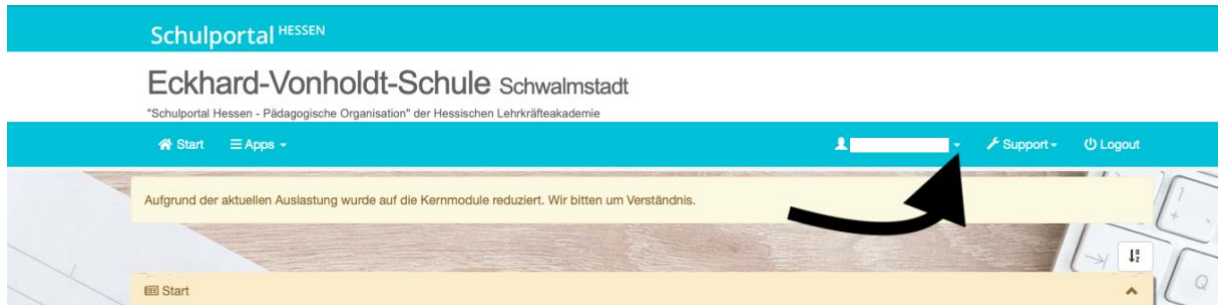 Schulportal HESSEN
Eckhard-Vonholdt-Schule Schwalmstadt
"Schulportal Hessen - Pädagogische Organisation" der Hessischen Lehrkräfteakademie
Start Apps Support Logout
Aufgrund der aktuellen Auslastung wurde auf die Kernmodule reduziert. Wir bitten um Verständnis.
Start